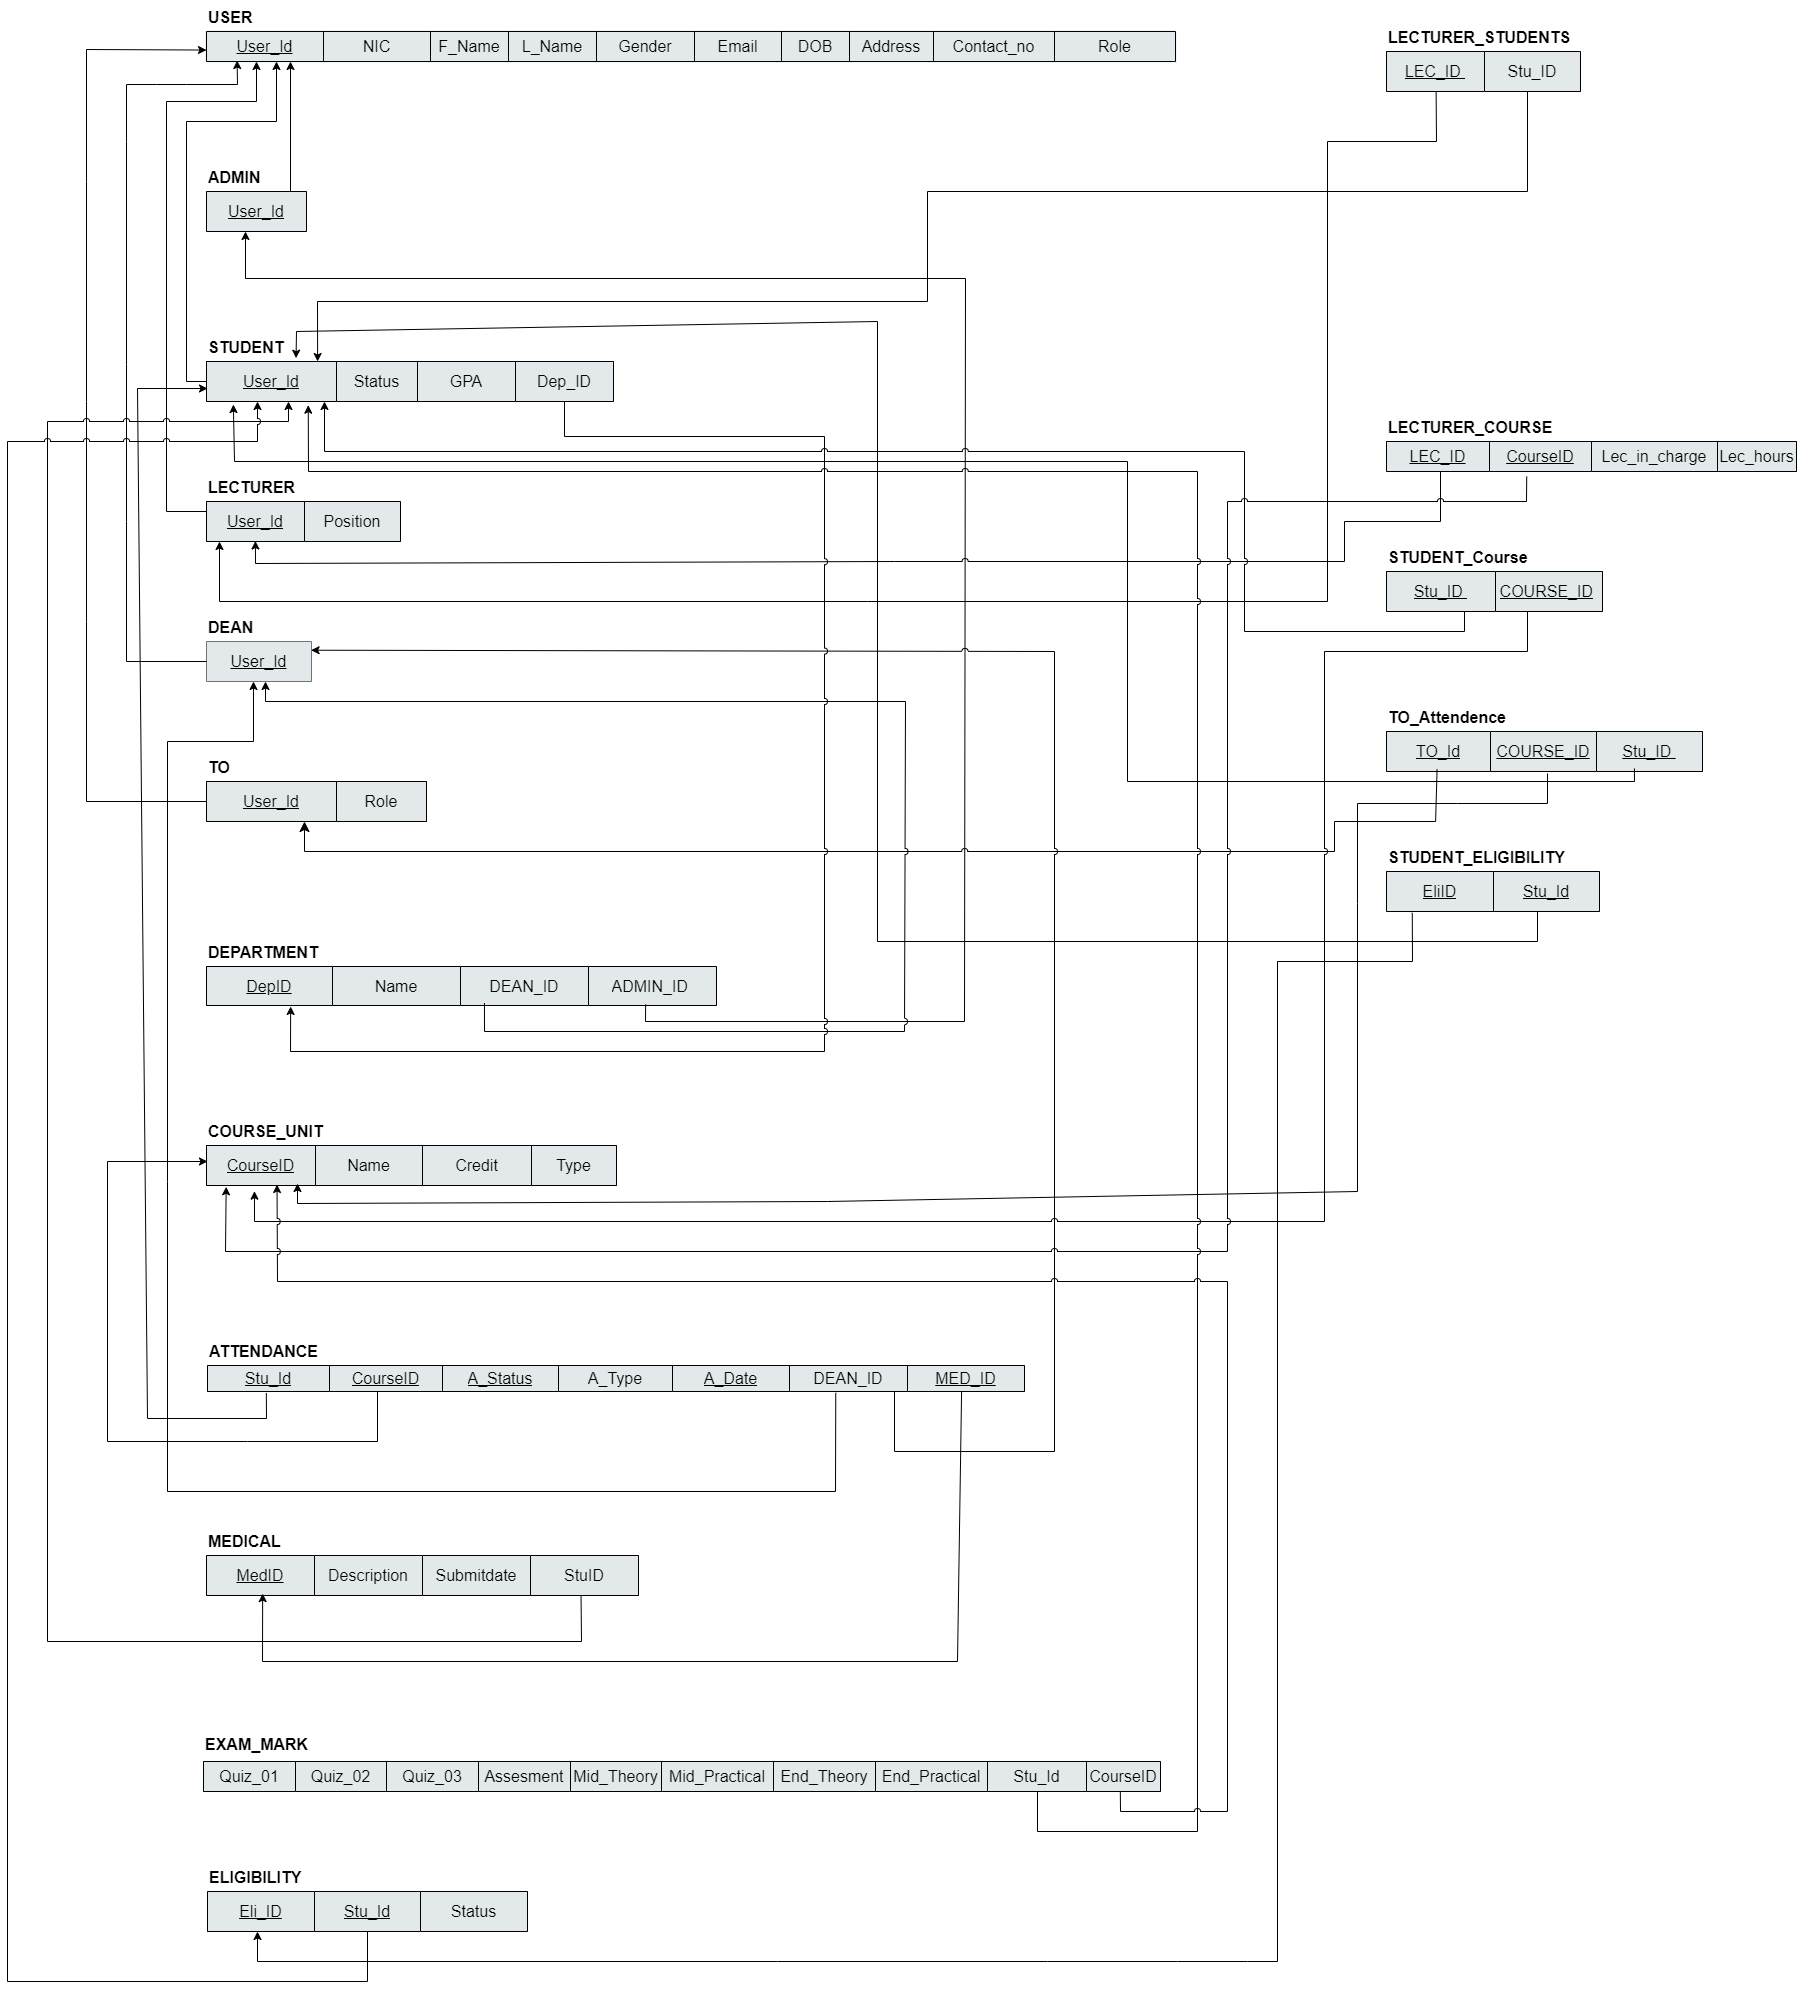 USER
User_Id NIC F_Name L_Name Gender Email DOB Address Contact_no Role
LECTURER_STUDENTS
LEC_ID Stu_ID
ADMIN
User_Id
STUDENT
User_Id Status GPA Dep_ID
LECTURER_COURSE
LEC_ID CourseID Lec_in_charge Lec_hours
LECTURER
User_Id Position
STUDENT_Course
Stu_ID COURSE_ID
DEAN
User_Id
TO_Attendence
TO_Id COURSE_ID Stu_ID
TO
User_Id Role
STUDENT_ELIGIBILITY
EliID Stu_Id
DEPARTMENT
DepID Name DEAN_ID ADMIN_ID
COURSE_UNIT
CourseID Name Credit Type
ATTENDANCE
Stu_Id CourseID A_Status A_Type A_Date DEAN_ID MED_ID
MEDICAL
MedID Description Submitdate StuID
EXAM_MARK
Quiz_01 Quiz_02 Quiz_03 Assesment Mid_Theory Mid_Practical End_Theory End_Practical Stu_Id CourseID
ELIGIBILITY
Eli_ID Stu_Id Status